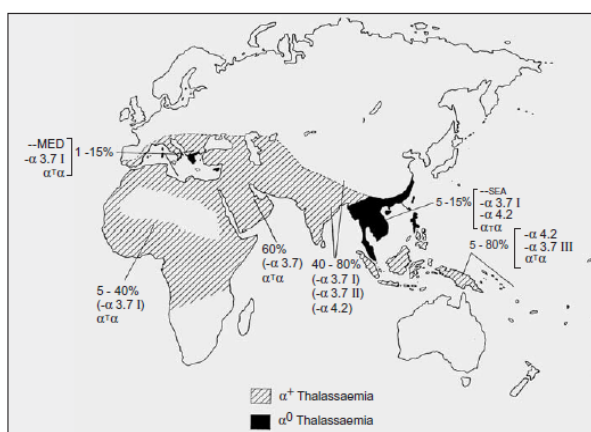 --MED
-α 3.7 I
αᵀα
1 -15%
5 - 40%
(-α 3.7 I)
αᵀα
60%
(-α 3.7)
αᵀα
40 - 80%
(-α 3.7 I)
(-α 3.7 II)
(-α 4.2)
5 -15%
--SEA
-α 3.7 I
-α 4.2
αᵀα
5 - 80%
-α 4.2
-α 3.7 III
αᵀα
α⁺ Thalassaemia
α⁰ Thalassaemia